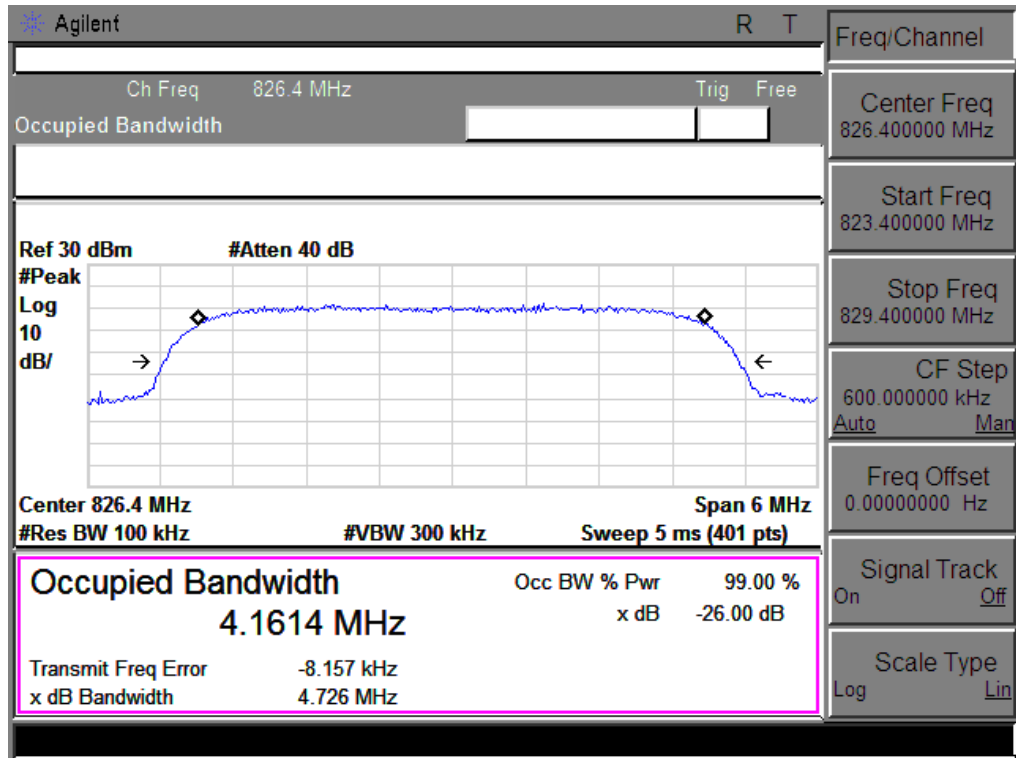 Agilent R T
Ch Freq 826.4 MHz Trig Free
Occupied Bandwidth
Ref 30 dBm #Atten 40 dB
#Peak
Log
10
dB/
Center 826.4 MHz Span 6 MHz
#Res BW 100 kHz #VBW 300 kHz Sweep 5 ms (401 pts)
Occupied Bandwidth Occ BW % Pwr 99.00 %
4.1614 MHz x dB -26.00 dB
Transmit Freq Error -8.157 kHz
x dB Bandwidth 4.726 MHz
Freq/Channel
Center Freq
826.400000 MHz
Start Freq
823.400000 MHz
Stop Freq
829.400000 MHz
CF Step
600.000000 kHz
Auto Man
Freq Offset
0.00000000 Hz
Signal Track
On Off
Scale Type
Log Lin